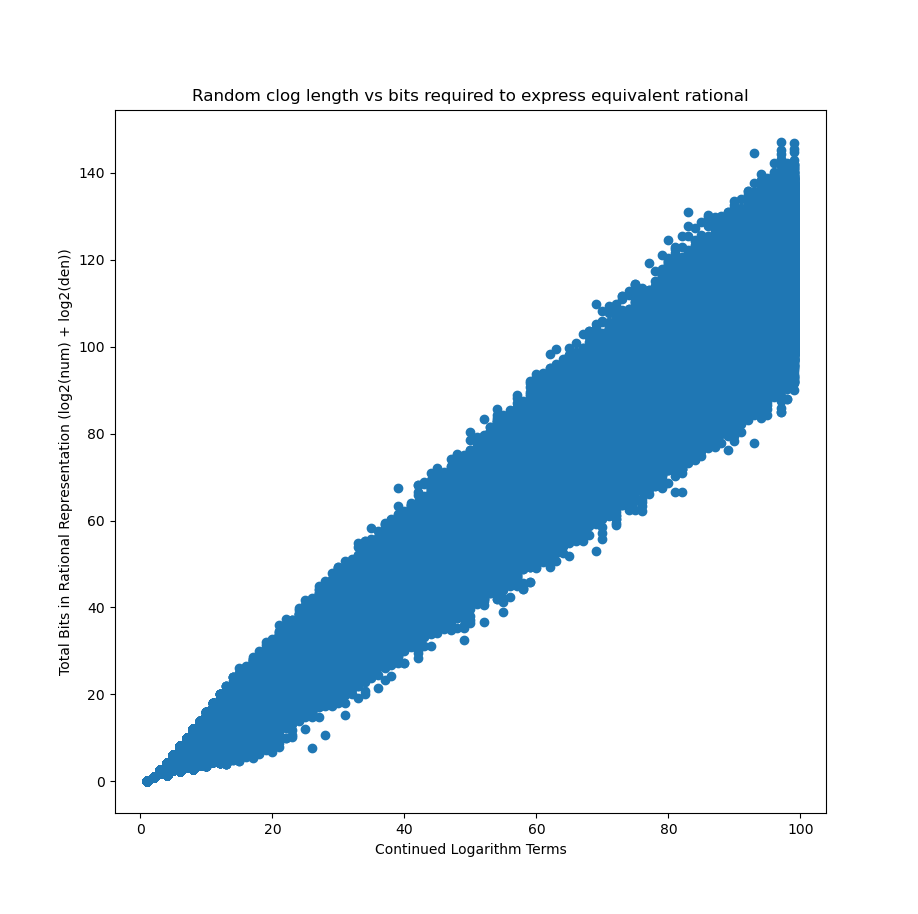 Random clog length vs bits required to express equivalent rational
Total Bits in Rational Representation (log2(num) + log2(den))
140
120
100
80
60
40
20
0
0 20 40 60 80 100
Continued Logarithm Terms